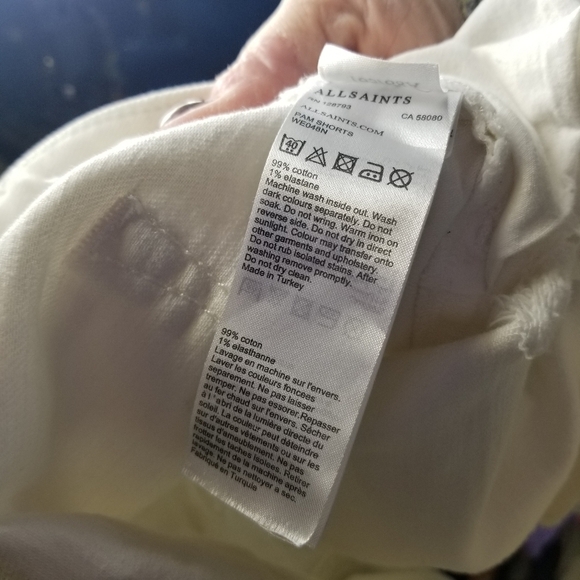 ALLSAINTS
CA 58080
ALLSAINTS.COM
PAM SHORTS
WE048N
40
99% cotton
1% elastane
Machine wash inside out. Wash
dark colours separately. Do not
soak. Do not wring. Warm iron on
reverse side. Do not dry in direct
sunlight. Colour may transfer onto
other garments and upholstery.
Do not rub isolated stains. After
washing remove promptly.
Do not dry clean.
Made in Turkey
99% coton
1% elasthanne
Lavage en machine sur l'envers.
Laver les couleurs foncées
separement. Ne pas laisser
tremper. Ne pas essorer.Repasser
au fer chaud sur l'envers. Sécher
à l' abri de la lumière directe du
soleil. La couleur peut déteindre
sur d'autres vêtements ou sur les
tissus d'ameublement. Ne pas
frotter les taches isolées. Retirer
rapidement de la machine après
lavage. Ne pas nettoyer a sec.
Fabriqué en Turquie